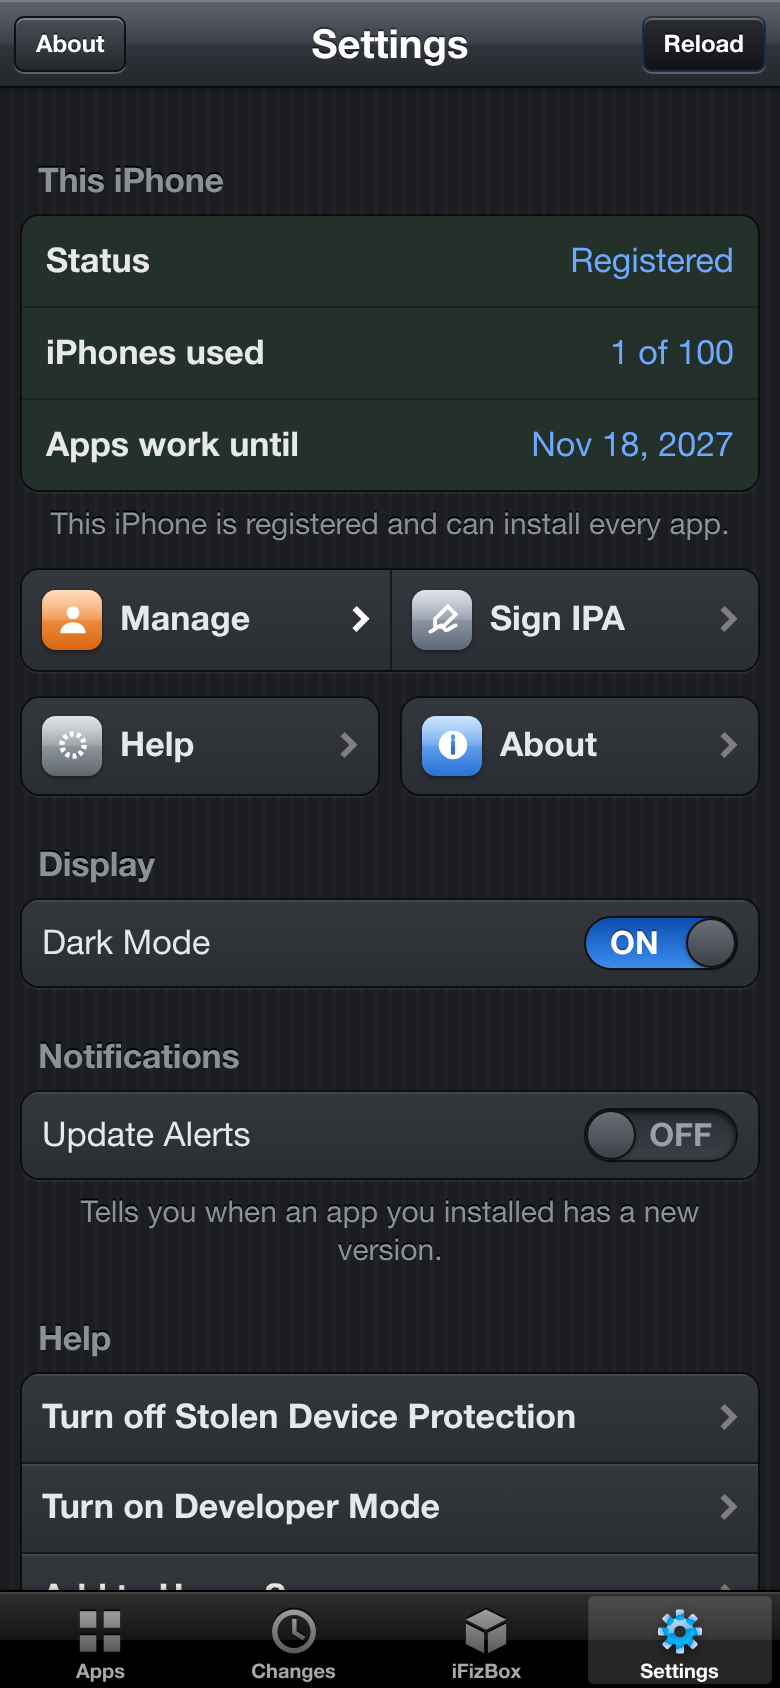 About
Settings
Reload
This iPhone
Status
Registered
iPhones used
1 of 100
Apps work until
Nov 18, 2027
This iPhone is registered and can install every app.
Manage
Sign IPA
Help
About
Display
Dark Mode
ON
Notifications
Update Alerts
OFF
Tells you when an app you installed has a new
version.
Help
Turn off Stolen Device Protection
Turn on Developer Mode
Apps
Changes
iFizBox
Settings